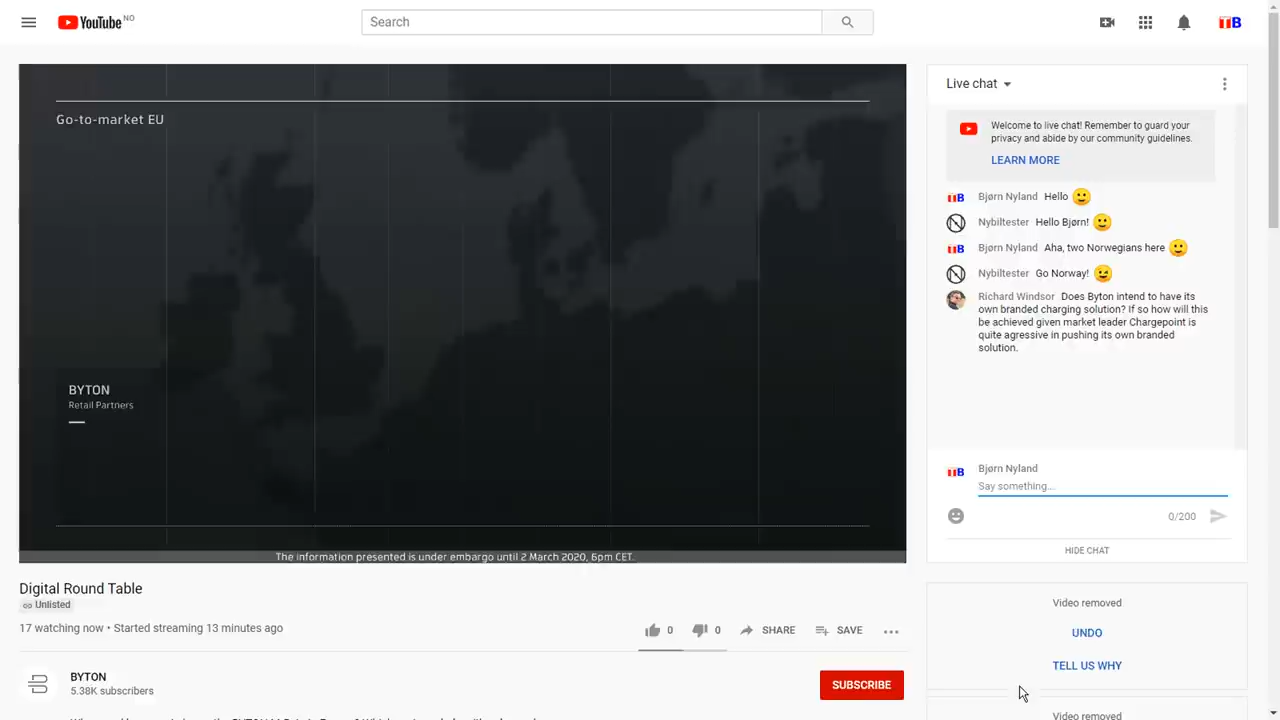 YouTube NO
Search
Go-to-market EU
BYTON
Retail Partners
The information presented is under embargo until 2 March 2020, 6pm CET.
Digital Round Table
Unlisted
17 watching now • Started streaming 13 minutes ago
0
0
SHARE
SAVE
BYTON
5.38K subscribers
SUBSCRIBE
Live chat
Welcome to live chat! Remember to guard your
privacy and abide by our community guidelines.
LEARN MORE
Bjørn Nyland Hello
Nybiltester Hello Bjørn!
Bjørn Nyland Aha, two Norwegians here
Nybiltester Go Norway!
Richard Windsor Does Byton intend to have its
own branded charging solution? If so how will this
be achieved given market leader Chargepoint is
quite agressive in pushing its own branded
solution.
Bjørn Nyland
Say something...
0/200
HIDE CHAT
Video removed
UNDO
TELL US WHY
Video removed